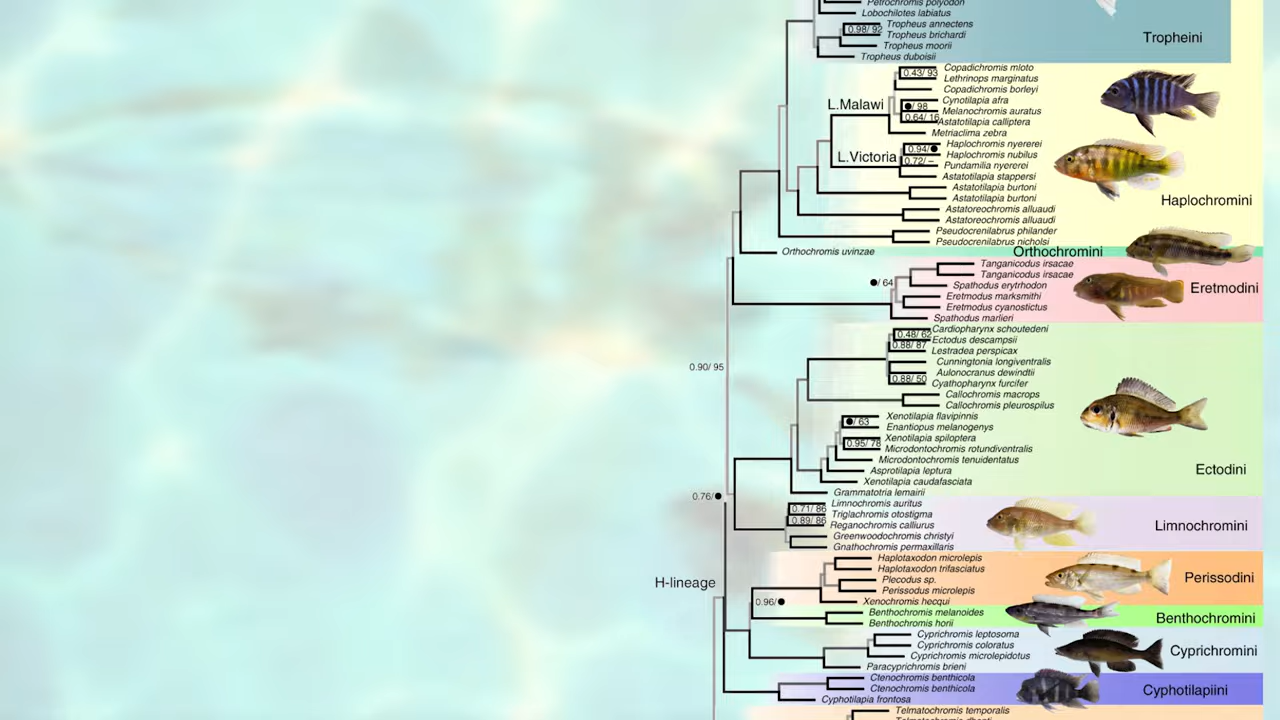 Petrochromis polyodon
Lobochilotes labiatus
Tropheus annectens
0.98/ 92
Tropheus brichardi
Tropheini
Tropheus moorii
Tropheus duboisii
Copadichromis mloto
0.43/ 93
Lethrinops marginatus
Copadichromis borleyi
Cynotilapia afra
L.Malawi
●/ 98
Melanochromis auratus
0.64/ 16
Astatotilapia calliptera
Metriaclima zebra
Haplochromis nyererei
0.94/●
L.Victoria
Haplochromis nubilus
0.72/ –
Pundamilia nyererei
Astatotilapia stappersi
Astatotilapia burtoni
Astatotilapia burtoni
Haplochromini
Astatoreochromis alluaudi
Astatoreochromis alluaudi
Pseudocrenilabrus philander
Pseudocrenilabrus nicholsi
Orthochromis uvinzae
Orthochromini
Tanganicodus irsacae
Tanganicodus irsacae
●/ 64
Spathodus erytrhodon
Eretmodini
Eretmodus marksmithi
Eretmodus cyanostictus
Spathodus marlieri
Cardiopharynx schoutedeni
0.48/ 62
Ectodus descampsii
0.88/ 87
Lestradea perspicax
Cunningtonia longiventralis
0.90/ 95
Aulonocranus dewindtii
0.88/ 50
Cyathopharynx furcifer
Callochromis macrops
Callochromis pleurospilus
Xenotilapia flavipinnis
●/ 63
Enantiopus melanogenys
Xenotilapia spiloptera
0.95/ 78
Microdontochromis rotundiventralis
Microdontochromis tenuidentatus
Asprotilapia leptura
Ectodini
Xenotilapia caudafasciata
Grammatotria lemairii
0.76/●
Limnochromis auritus
0.71/ 86
Triglachromis otostigma
0.89/ 86
Reganochromis calliurus
Limnochromini
Greenwoodochromis christyi
Gnathochromis permaxillaris
Haplotaxodon microlepis
Haplotaxodon trifasciatus
H-lineage
Plecodus sp.
Perissodini
Perissodus microlepis
0.96/●
Xenochromis hecqui
Benthochromis melanoides
Benthochromini
Benthochromis horii
Cyprichromis leptosoma
Cyprichromis coloratus
Cyprichromini
Cyprichromis microlepidotus
Paracyprichromis brieni
Ctenochromis benthicola
Ctenochromis benthicola
Cyphotilapiini
Cyphotilapia frontosa
Telmatochromis temporalis